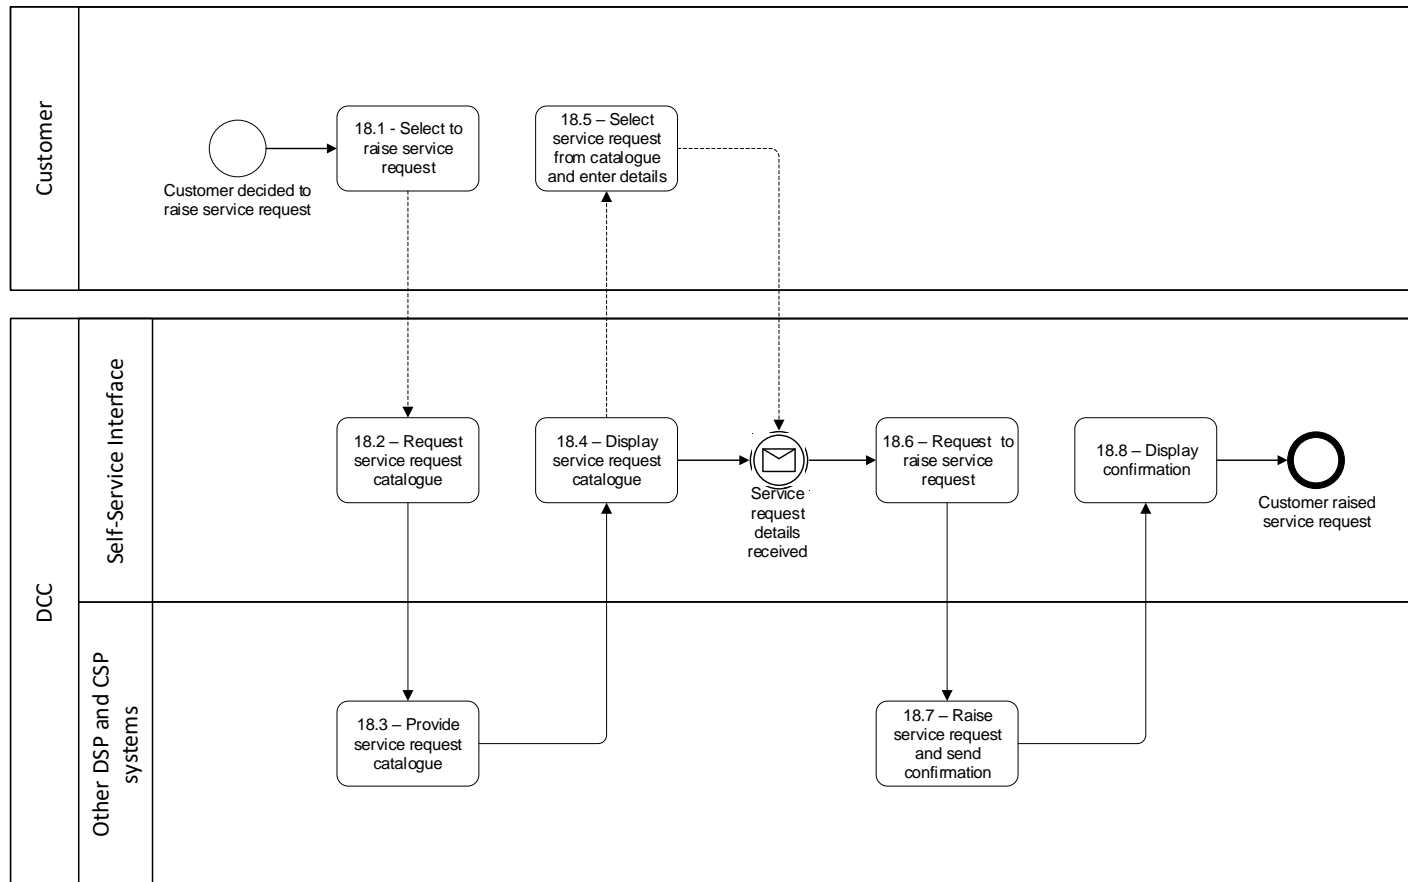 Customer
Customer decided to
raise service request
18.1 - Select to
raise service
request
18.5 – Select
service request
from catalogue
and enter details
DCC
Self-Service Interface
18.2 – Request
service request
catalogue
18.4 – Display
service request
catalogue
Service
request
details
received
18.6 – Request to
raise service
request
18.8 – Display
confirmation
Customer raised
service request
Other DSP and CSP
systems
18.3 – Provide
service request
catalogue
18.7 – Raise
service request
and send
confirmation